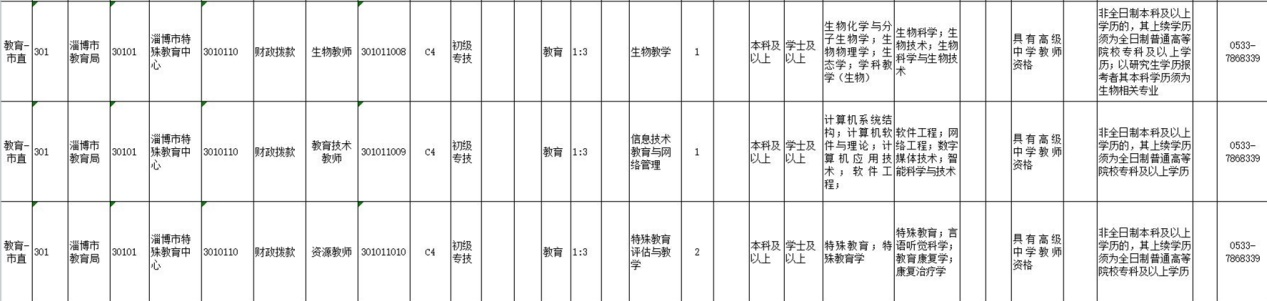 教育-
市直
301
淄博市
教育局
30101
淄博市特
殊教育中
心
3010110
财政拨款
生物教师
301011008
C4
初级
专技
教育
1:3
生物教学
1
本科及
以上
学士及
以上
生物化学与分
子生物学；生
物物理学；生
态学；学科教
学（生物）
生物科学；生
物技术；生物
科学与生物技
术
具有高级
中学教师
资格
非全日制本科及以上
学历的，其上续学历
须为全日制普通高等
院校专科及以上学
历；以研究生学历报
考者其本科学历须为
生物相关专业
0533-
7868339
教育-
市直
301
淄博市
教育局
30101
淄博市特
殊教育中
心
3010110
财政拨款
教育技术
教师
301011009
C4
初级
专技
教育
1:3
信息技术
教育与网
络管理
1
本科及
以上
学士及
以上
计算机系统结
构；计算机软
件与理论；计
算机应用技
术；软件工
程；
软件工程；网
络工程；数字
媒体技术；智
能科学与技术
具有高级
中学教师
资格
非全日制本科及以上
学历的，其上续学历
须为全日制普通高等
院校专科及以上学历
0533-
7868339
教育-
市直
301
淄博市
教育局
30101
淄博市特
殊教育中
心
3010110
财政拨款
资源教师
301011010
C4
初级
专技
教育
1:3
特殊教育
评估与教
学
2
本科及
以上
学士及
以上
特殊教育；特
殊教育学
特殊教育；言
语听觉科学；
教育康复学；
康复治疗学
具有高级
中学教师
资格
非全日制本科及以上
学历的，其上续学历
须为全日制普通高等
院校专科及以上学历
0533-
7868339